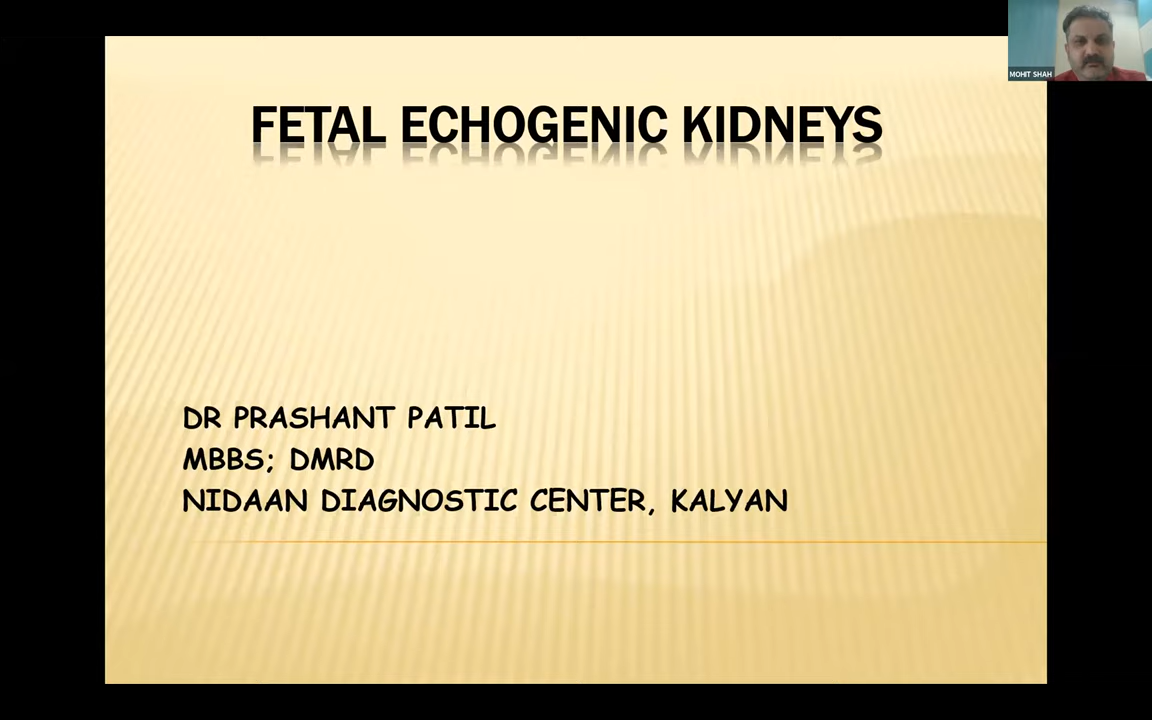 MOHIT SHAH
FETAL ECHOGENIC KIDNEYS
DR PRASHANT PATIL
MBBS; DMRD
NIDAAN DIAGNOSTIC CENTER, KALYAN